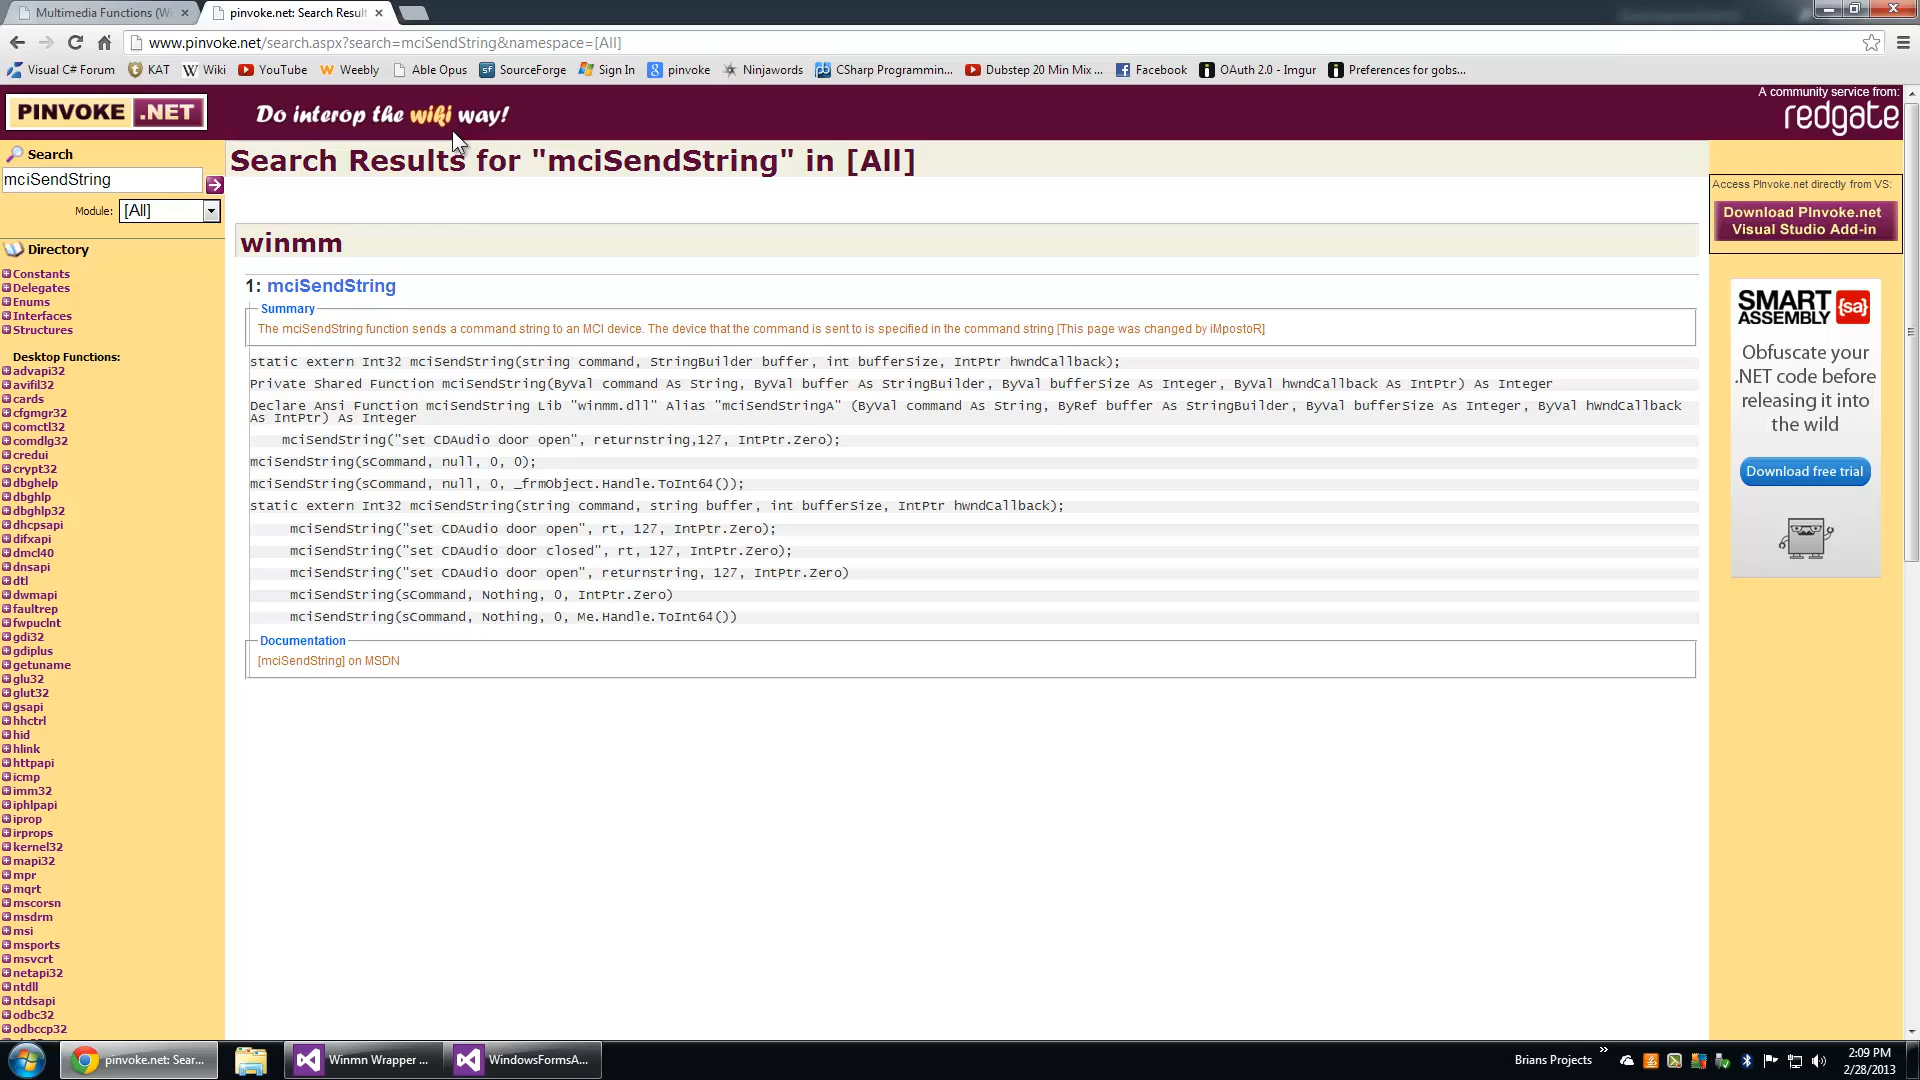 Multimedia Functions (W
pinvoke.net: Search Result
www.pinvoke.net/search.aspx?search=mciSendString&namespace=[All]
Visual C# Forum
KAT
Wiki
YouTube
Weebly
Able Opus
SourceForge
Sign In
pinvoke
Ninjawords
CSharp Programmin...
Dubstep 20 Min Mix ...
Facebook
OAuth 2.0 - Imgur
Preferences for gobs...
PINVOKE .NET
Do interop the wiki way!
A community service from:
redgate
Search
mciSendString
Module: [All]
Directory
Constants
Delegates
Enums
Interfaces
Structures
Desktop Functions:
advapi32
avifil32
cards
cfgmgr32
comctl32
comdlg32
credui
crypt32
dbghelp
dbghlp
dbghlp32
dhcpsapi
difxapi
dmcl40
dnsapi
dtl
dwmapi
faultrep
fwpuclnt
gdi32
gdiplus
getuname
glu32
glut32
gsapi
hhctrl
hid
hlink
httpapi
icmp
imm32
iphlpapi
iprop
irprops
kernel32
mapi32
mpr
mqrt
mscorsn
msdrm
msi
msports
msvcrt
netapi32
ntdll
ntdsapi
odbc32
odbccp32
Search Results for "mciSendString" in [All]
winmm
1: mciSendString
Summary
The mciSendString function sends a command string to an MCI device. The device that the command is sent to is specified in the command string [This page was changed by iMpostoR]
static extern Int32 mciSendString(string command, StringBuilder buffer, int bufferSize, IntPtr hwndCallback);
Private Shared Function mciSendString(ByVal command As String, ByVal buffer As StringBuilder, ByVal bufferSize As Integer, ByVal hwndCallback As IntPtr) As Integer
Declare Ansi Function mciSendString Lib "winmm.dll" Alias "mciSendStringA" (ByVal command As String, ByRef buffer As StringBuilder, ByVal bufferSize As Integer, ByVal hWndCallback
As IntPtr) As Integer
mciSendString("set CDAudio door open", returnstring,127, IntPtr.Zero);
mciSendString(sCommand, null, 0, 0);
mciSendString(sCommand, null, 0, _frmObject.Handle.ToInt64());
static extern Int32 mciSendString(string command, string buffer, int bufferSize, IntPtr hwndCallback);
mciSendString("set CDAudio door open", rt, 127, IntPtr.Zero);
mciSendString("set CDAudio door closed", rt, 127, IntPtr.Zero);
mciSendString("set CDAudio door open", returnstring, 127, IntPtr.Zero)
mciSendString(sCommand, Nothing, 0, IntPtr.Zero)
mciSendString(sCommand, Nothing, 0, Me.Handle.ToInt64())
Documentation
[mciSendString] on MSDN
Access PInvoke.net directly from VS:
Download PInvoke.net
Visual Studio Add-in
SMART
ASSEMBLY {sa}
Obfuscate your
.NET code before
releasing it into
the wild
Download free trial
pinvoke.net: Sear...
Winmn Wrapper ...
WindowsFormsA...
Brians Projects
2:09 PM
2/28/2013